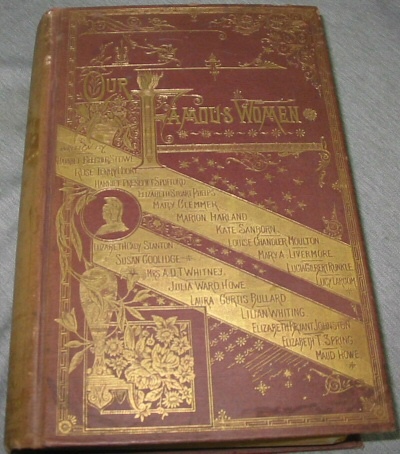 OUR
FAMOUS WOMEN
HARRIET BEECHER STOWE
ROSE TERRY COOKE
HARRIET PRESCOTT SPOFFORD
ELIZABETH STUART PHELPS
MARY CLEMMER
MARION HARLAND
KATE SANBORN
LOUISE CHANDLER MOULTON
ELIZABETH CADY STANTON
MARY A. LIVERMORE
SUSAN COOLIDGE
LUCIA GILBERT RUNKLE
MRS A.D.T. WHITNEY
LUCY LARCOM
JULIA WARD HOWE
LAURA CURTIS BULLARD
LILIAN WHITING
ELIZABETH BRYANT JOHNSTON
ELIZABETH T. SPRING
MAUD HOWE